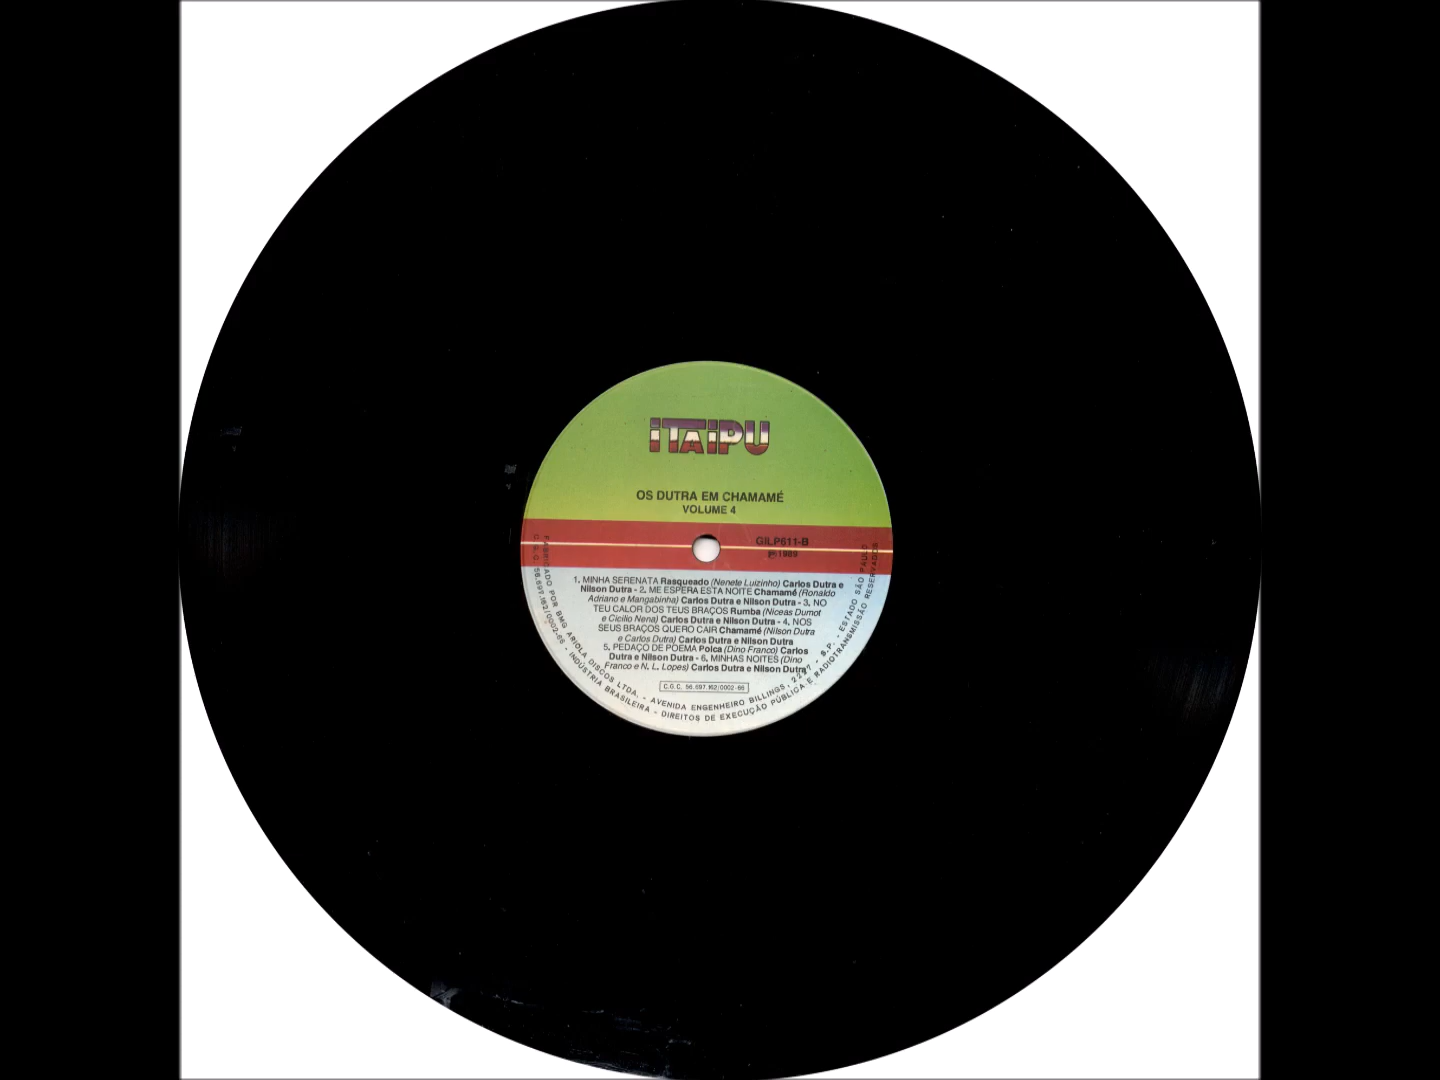 iTAiPU
OS DUTRA EM CHAMAMÉ
VOLUME 4
GILP611-B
℗1989
1. MINHA SERENATA Rasqueado (Nenete Luizinho) Carlos Dutra e
Nilson Dutra - 2. ME ESPERA ESTA NOITE Chamamé (Ronaldo
Adriano e Mangabinha) Carlos Dutra e Nilson Dutra - 3. NO
TEU CALOR DOS TEUS BRAÇOS Rumba (Niceas Dumot
e Cicilio Nena) Carlos Dutra e Nilson Dutra - 4. NOS
SEUS BRAÇOS QUERO CAIR Chamamé (Nilson Dutra
e Carlos Dutra) Carlos Dutra e Nilson Dutra
5. PEDAÇO DE POEMA Polca (Dino Franco) Carlos
Dutra e Nilson Dutra - 6. MINHAS NOITES (Dino
Franco e N. L. Lopes) Carlos Dutra e Nilson Dutra
C.G.C. 56.697.162/0002-66
FABRICADO POR BMG ARIOLA DISCOS LTDA. - AVENIDA ENGENHEIRO BILLINGS, 2227 - S.P. - ESTADO SÃO PAULO
C.G.C. 56.697.162/0002-66 - INDÚSTRIA BRASILEIRA - DIREITOS DE EXECUÇÃO PÚBLICA E RADIOTRANSMISSÃO RESERVADOS